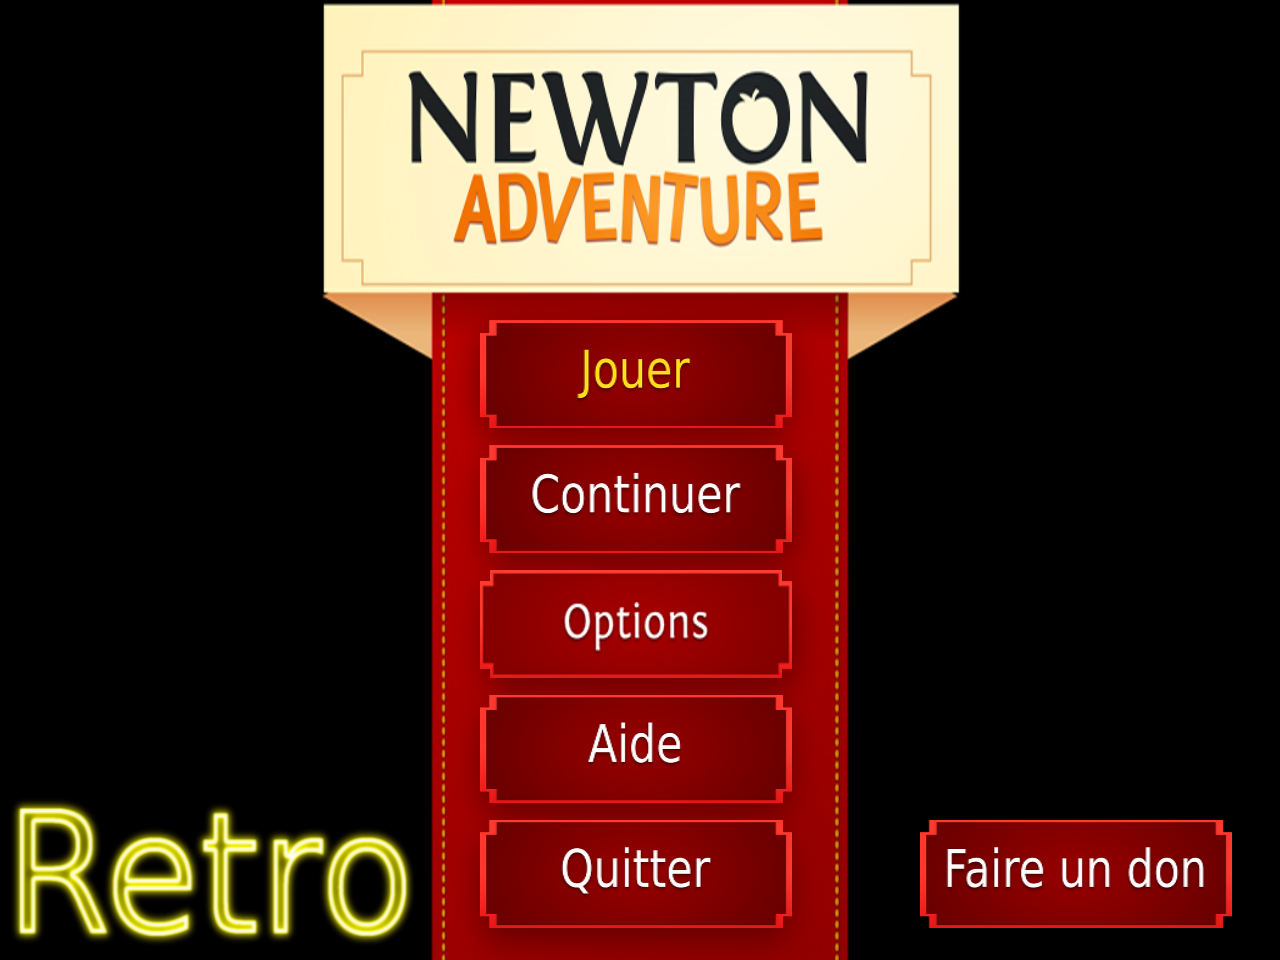 NEWTON
ADVENTURE
Jouer
Continuer
Options
Aide
Quitter
Retro
Faire un don